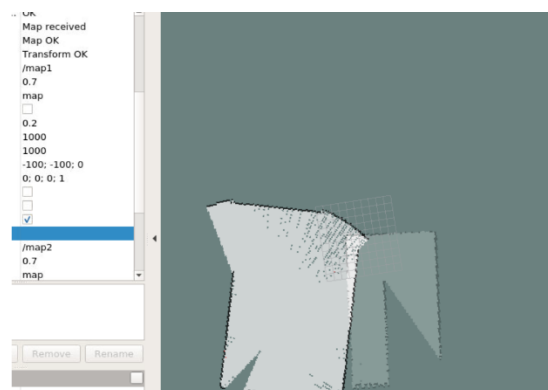 OK
Map received
Map OK
Transform OK
/map1
0.7
map
0.2
1000
1000
-100; -100; 0
0; 0; 0; 1
/map2
0.7
map
Remove
Rename